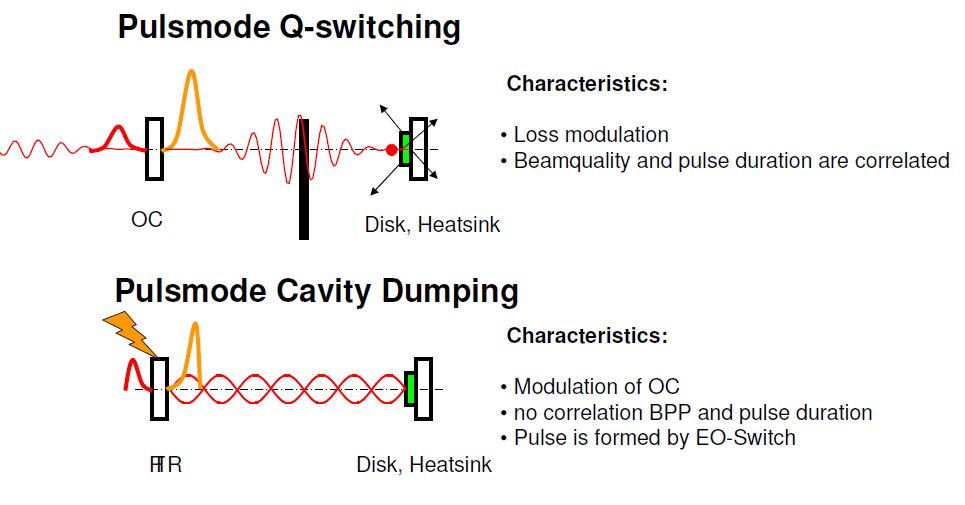 Pulsmode Q-switching
Characteristics:
• Loss modulation
• Beamquality and pulse duration are correlated
OC
Disk, Heatsink
Pulsmode Cavity Dumping
Characteristics:
• Modulation of OC
• no correlation BPP and pulse duration
• Pulse is formed by EO-Switch
Disk, Heatsink